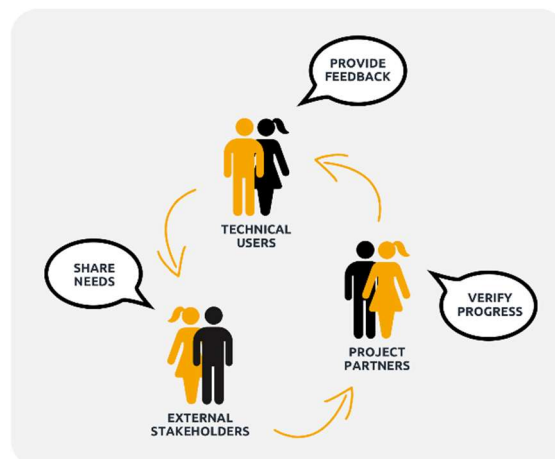 PROVIDE
FEEDBACK
TECHNICAL
USERS
SHARE
NEEDS
VERIFY
PROGRESS
PROJECT
PARTNERS
EXTERNAL
STAKEHOLDERS